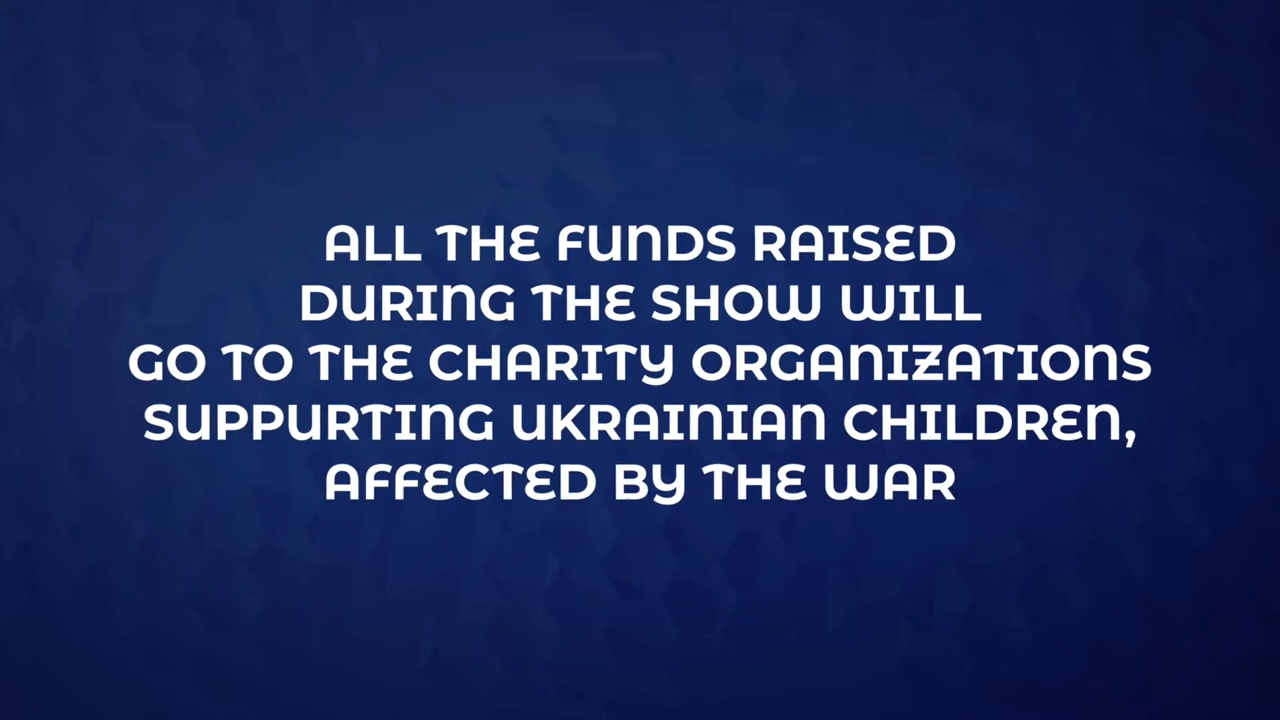 ALL THE FUNDS RAISED
DURING THE SHOW WILL
GO TO THE CHARITY ORGANIZATIONS
SUPPURTING UKRAINIAN CHILDREN,
AFFECTED BY THE WAR